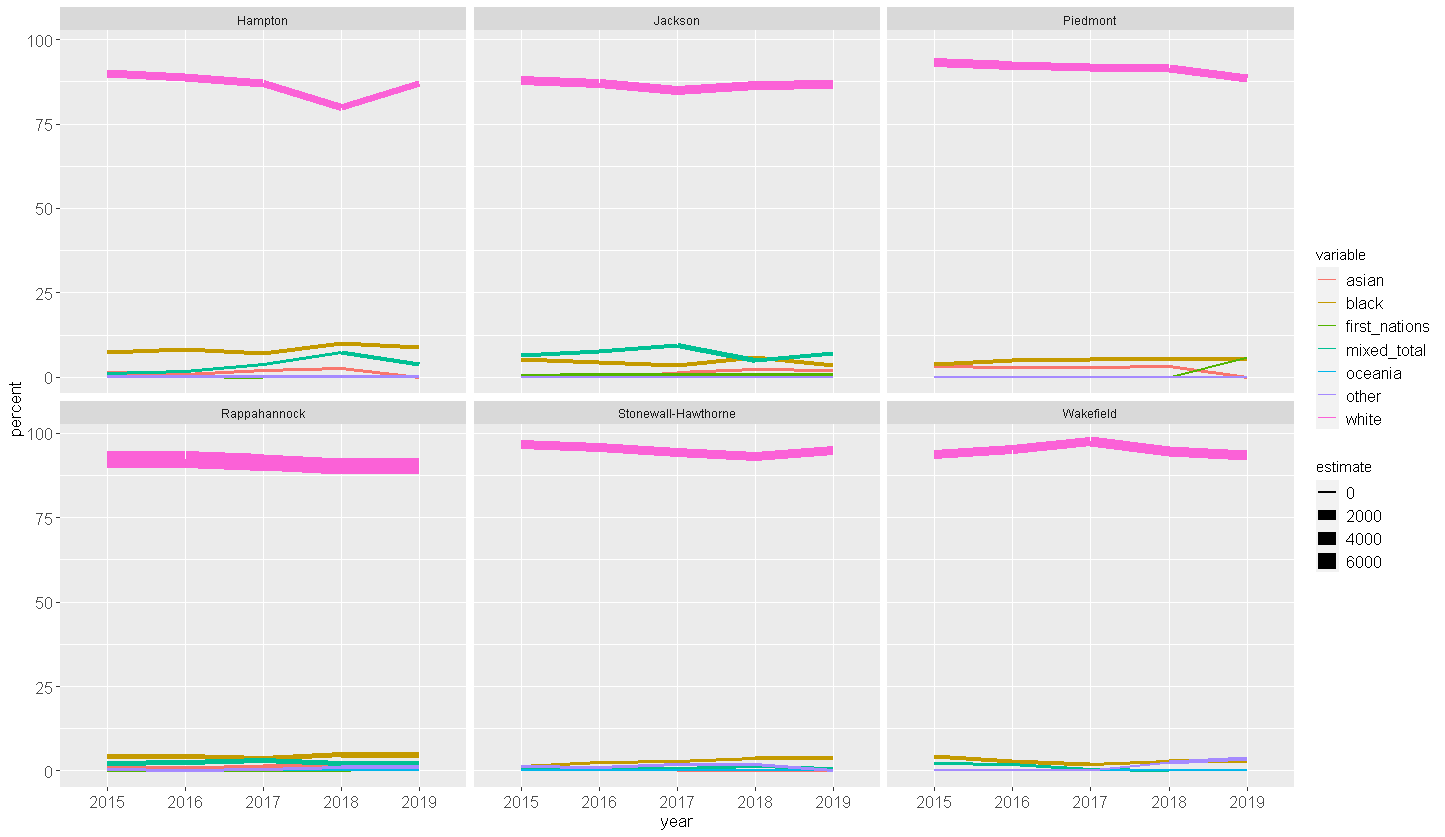 Hampton Jackson Piedmont
100
75
50
25
0
Rappahannock Stonewall-Hawthorne Wakefield
100
75
50
25
0
2015 2016 2017 2018 2019 2015 2016 2017 2018 2019 2015 2016 2017 2018 2019
year
percent
variable
asian
black
first_nations
mixed_total
oceania
other
white
estimate
0
2000
4000
6000